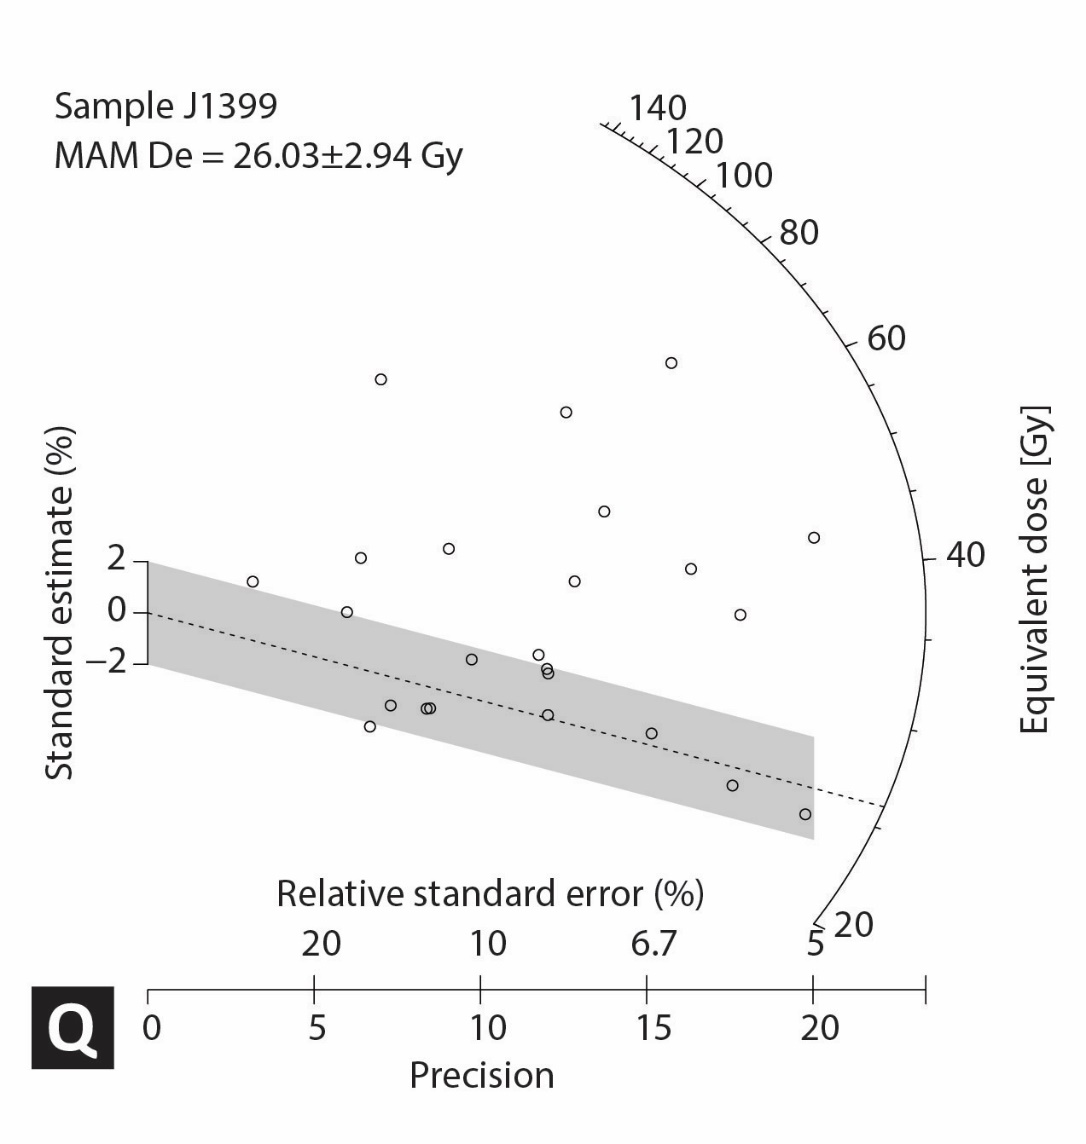 Sample J1399
MAM De = 26.03±2.94 Gy
140
120
100
80
60
40
20
Equivalent dose [Gy]
Standard estimate (%)
2
0
−2
Relative standard error (%)
20 10 6.7 5
0 5 10 15 20
Precision
Q